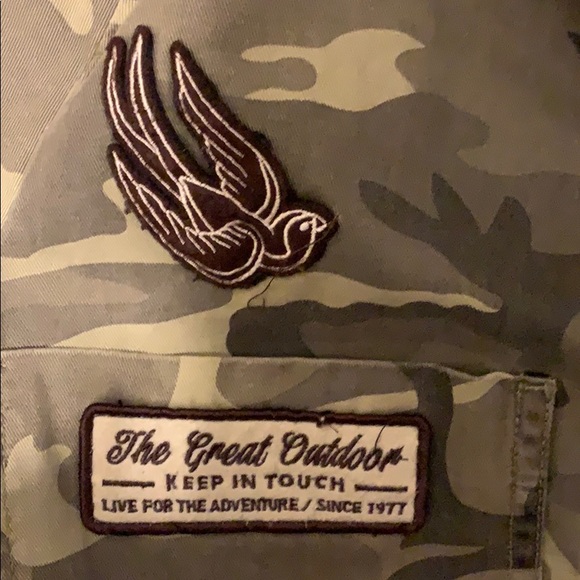 The Great Outdoor
KEEP IN TOUCH
LIVE FOR THE ADVENTURE / SINCE 1977